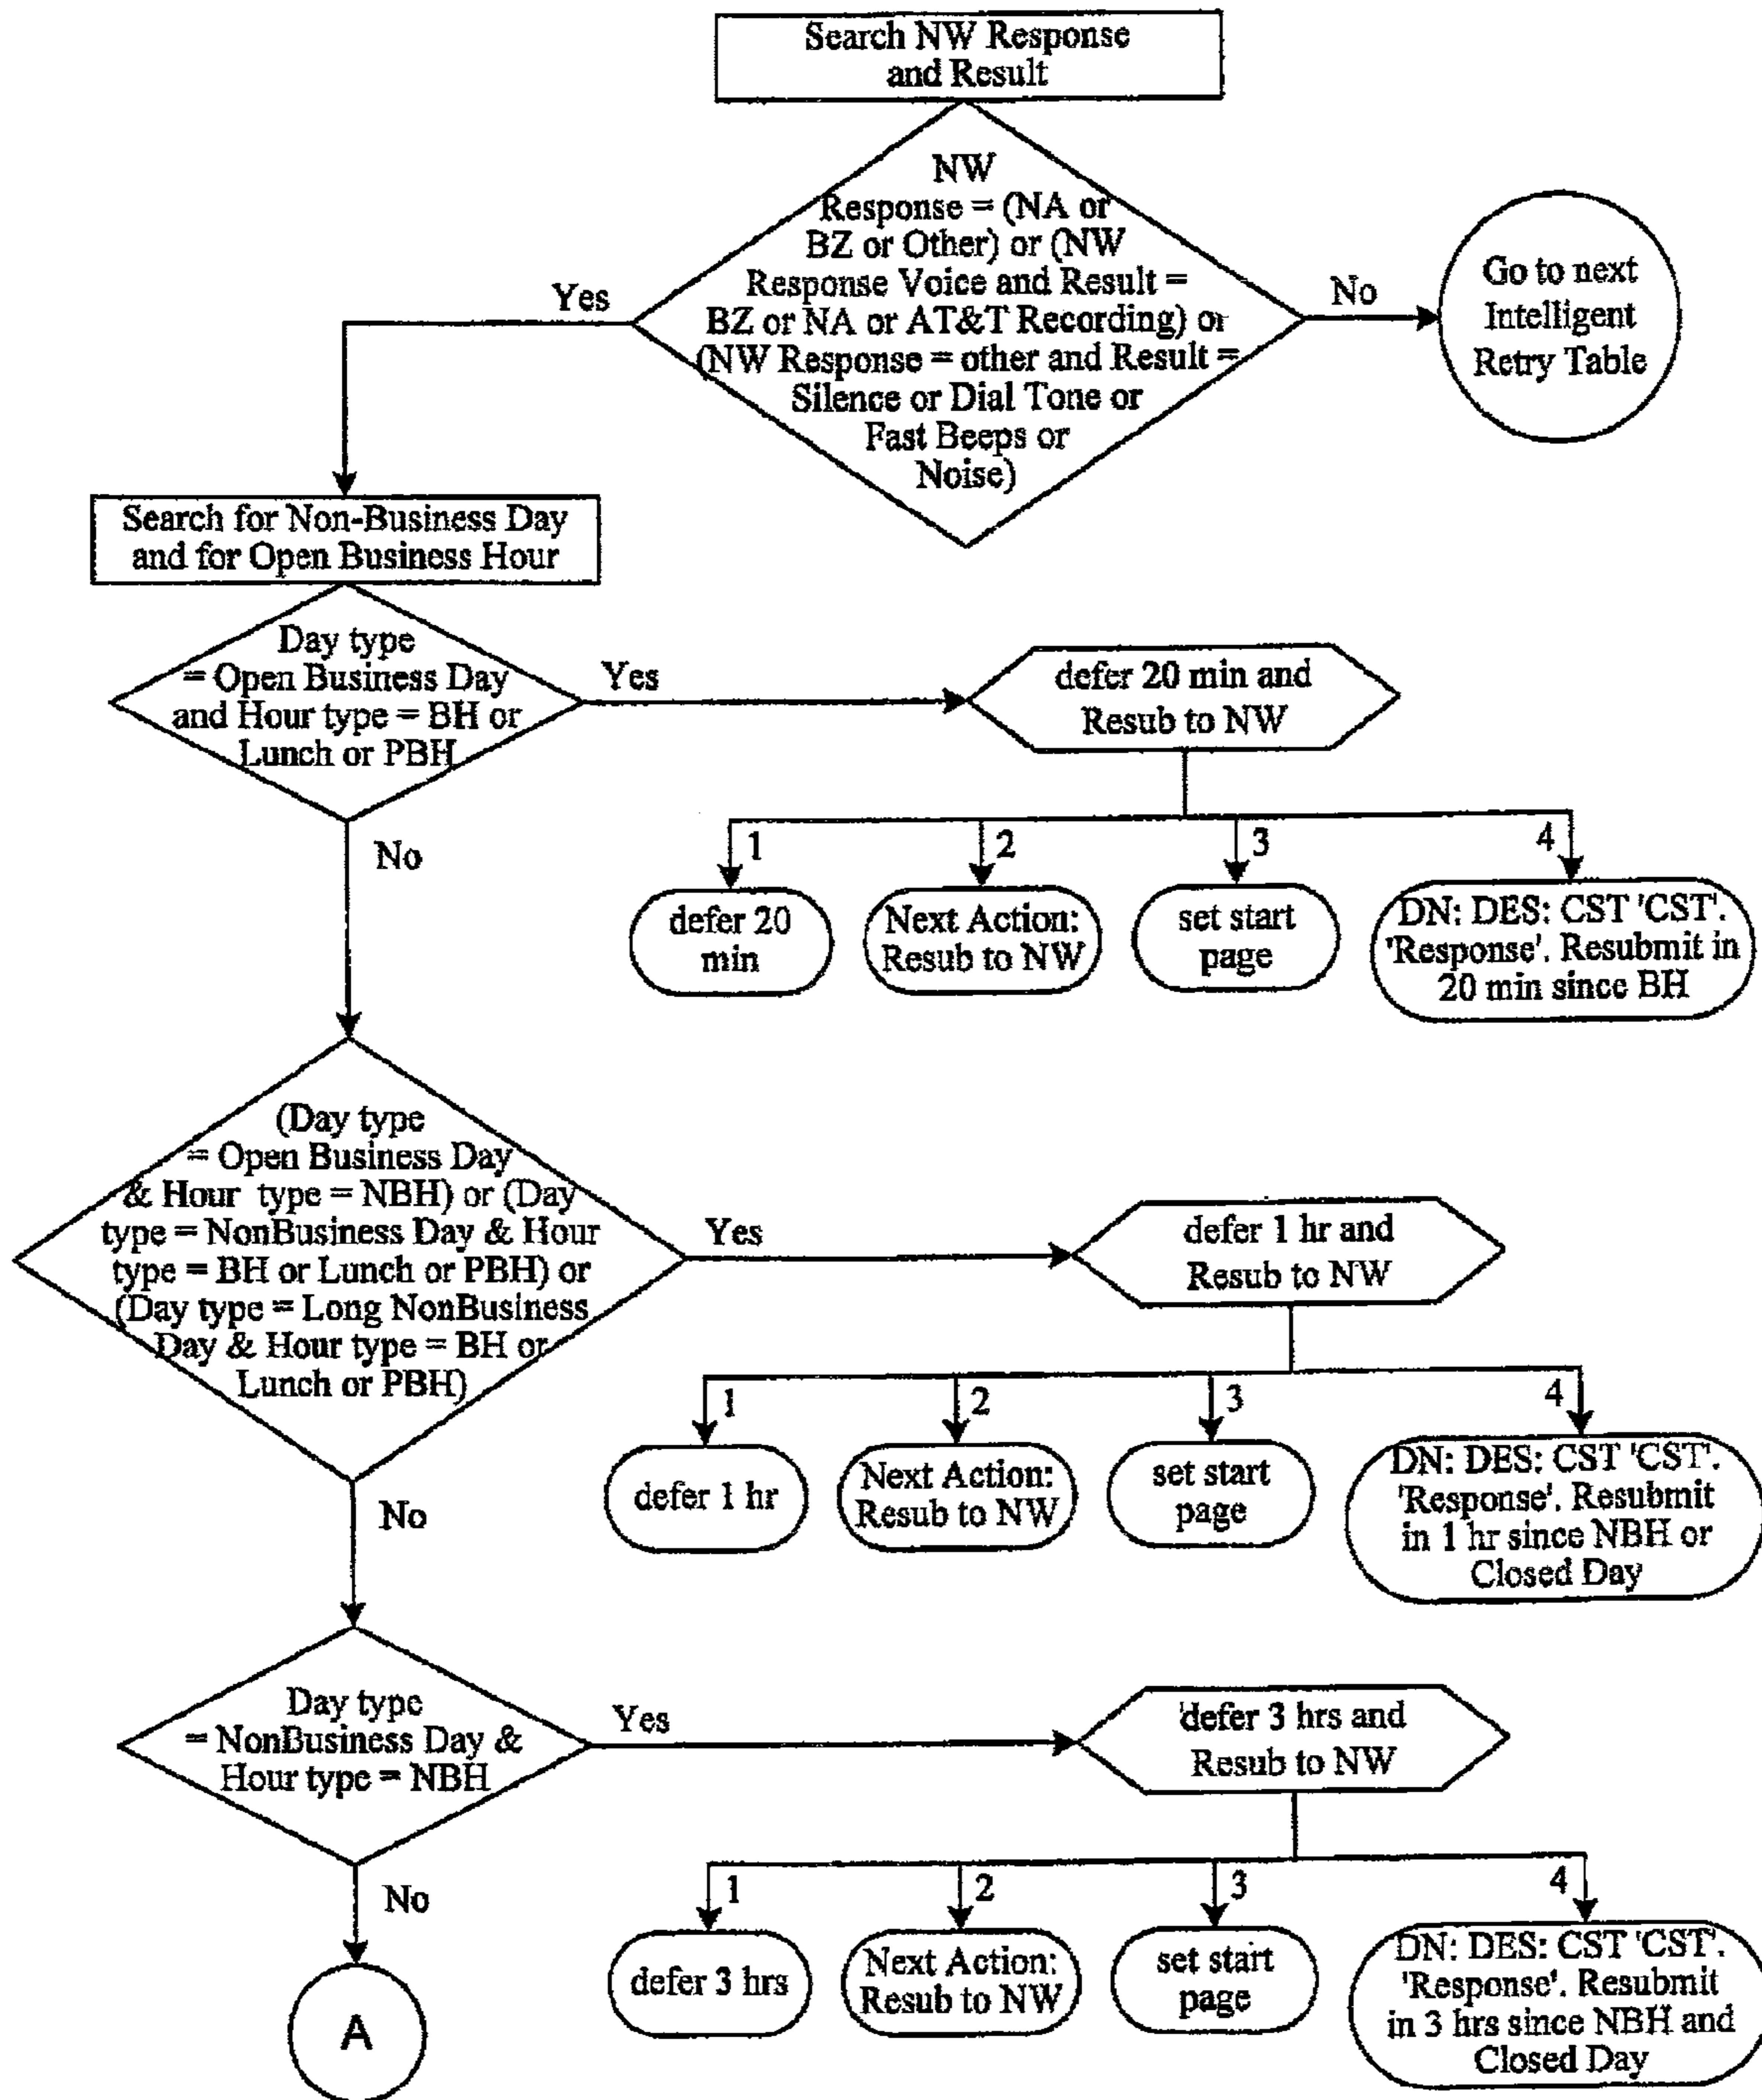 Search NW Response
and Result
NW
Response = (NA or
BZ or Other) or (NW
Response Voice and Result =
BZ or NA or AT&T Recording) or
(NW Response = other and Result =
Silence or Dial Tone or
Fast Beeps or
Noise)
Yes
No
Go to next
Intelligent
Retry Table
Search for Non-Business Day
and for Open Business Hour
Day type
= Open Business Day
and Hour type = BH or
Lunch or PBH
Yes
defer 20 min and
Resub to NW
No
1
2
3
4
defer 20
min
Next Action:
Resub to NW
set start
page
DN: DES: CST 'CST'.
'Response'. Resubmit in
20 min since BH
(Day type
= Open Business Day
& Hour type = NBH) or (Day
type = NonBusiness Day & Hour
type = BH or Lunch or PBH) or
(Day type = Long NonBusiness
Day & Hour type = BH or
Lunch or PBH)
Yes
defer 1 hr and
Resub to NW
No
1
2
3
4
defer 1 hr
Next Action:
Resub to NW
set start
page
DN: DES: CST 'CST'.
'Response'. Resubmit
in 1 hr since NBH or
Closed Day
Day type
= NonBusiness Day &
Hour type = NBH
Yes
defer 3 hrs and
Resub to NW
No
1
2
3
4
defer 3 hrs
Next Action:
Resub to NW
set start
page
DN: DES: CST 'CST'.
'Response'. Resubmit
in 3 hrs since NBH and
Closed Day
A